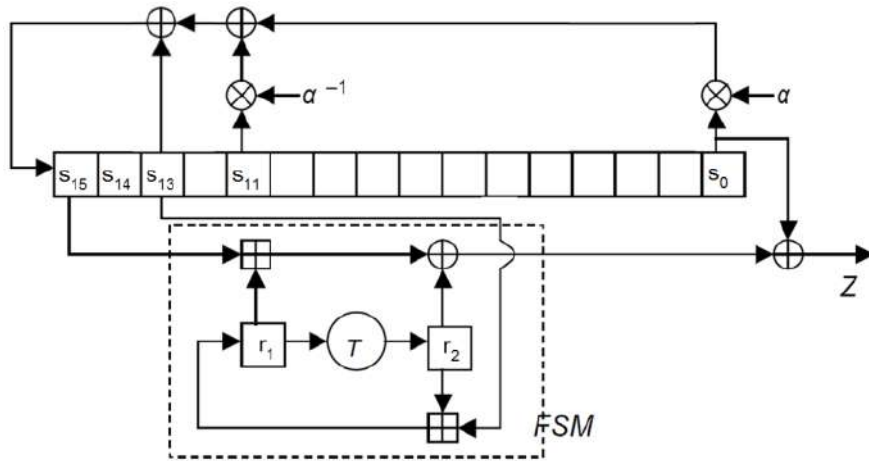 α⁻¹
α
s₁₅ s₁₄ s₁₃ s₁₁ s₀
Z
r₁ T r₂
FSM